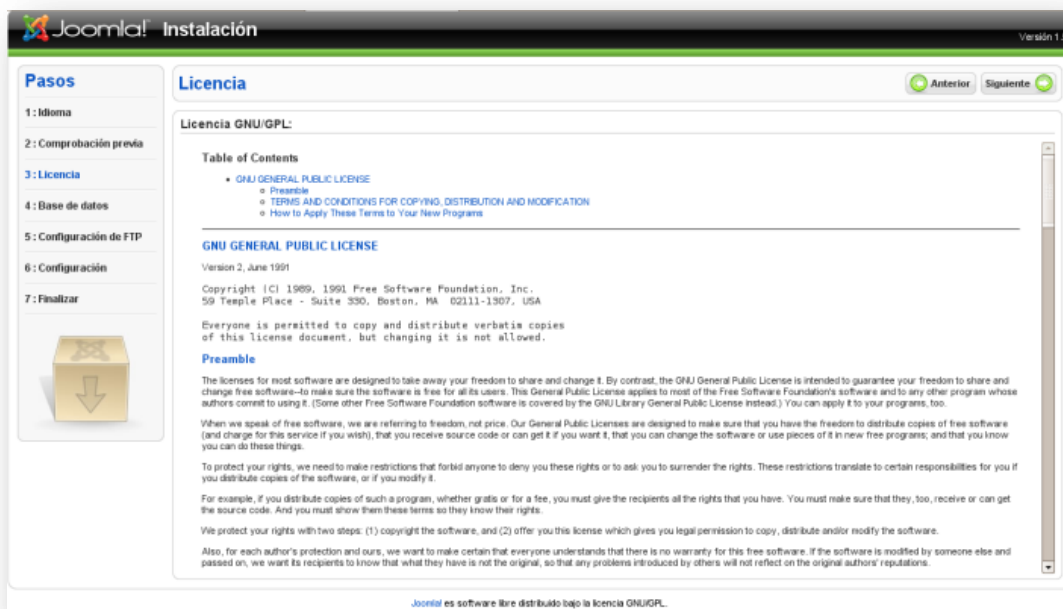 Joomla! Instalación
Versión 1.
Pasos
1 : Idioma
2 : Comprobación previa
3 : Licencia
4 : Base de datos
5 : Configuración de FTP
6 : Configuración
7 : Finalizar
Licencia
Anterior
Siguiente
Licencia GNU/GPL:
Table of Contents
GNU GENERAL PUBLIC LICENSE
Preamble
TERMS AND CONDITIONS FOR COPYING, DISTRIBUTION AND MODIFICATION
How to Apply These Terms to Your New Programs
GNU GENERAL PUBLIC LICENSE
Version 2, June 1991
Copyright (C) 1989, 1991 Free Software Foundation, Inc.
59 Temple Place - Suite 330, Boston, MA  02111-1307, USA
Everyone is permitted to copy and distribute verbatim copies
of this license document, but changing it is not allowed.
Preamble
The licenses for most software are designed to take away your freedom to share and change it. By contrast, the GNU General Public License is intended to guarantee your freedom to share and
change free software--to make sure the software is free for all its users. This General Public License applies to most of the Free Software Foundation's software and to any other program whose
authors commit to using it. (Some other Free Software Foundation software is covered by the GNU Library General Public License instead.) You can apply it to your programs, too.
When we speak of free software, we are referring to freedom, not price. Our General Public Licenses are designed to make sure that you have the freedom to distribute copies of free software
(and charge for this service if you wish), that you receive source code or can get it if you want it, that you can change the software or use pieces of it in new free programs; and that you know
you can do these things.
To protect your rights, we need to make restrictions that forbid anyone to deny you these rights or to ask you to surrender the rights. These restrictions translate to certain responsibilities for you if
you distribute copies of the software, or if you modify it.
For example, if you distribute copies of such a program, whether gratis or for a fee, you must give the recipients all the rights that you have. You must make sure that they, too, receive or can get
the source code. And you must show them these terms so they know their rights.
We protect your rights with two steps: (1) copyright the software, and (2) offer you this license which gives you legal permission to copy, distribute and/or modify the software.
Also, for each author's protection and ours, we want to make certain that everyone understands that there is no warranty for this free software. If the software is modified by someone else and
passed on, we want its recipients to know that what they have is not the original, so that any problems introduced by others will not reflect on the original authors' reputations.
Joomla! es software libre distribuido bajo la licencia GNU/GPL.